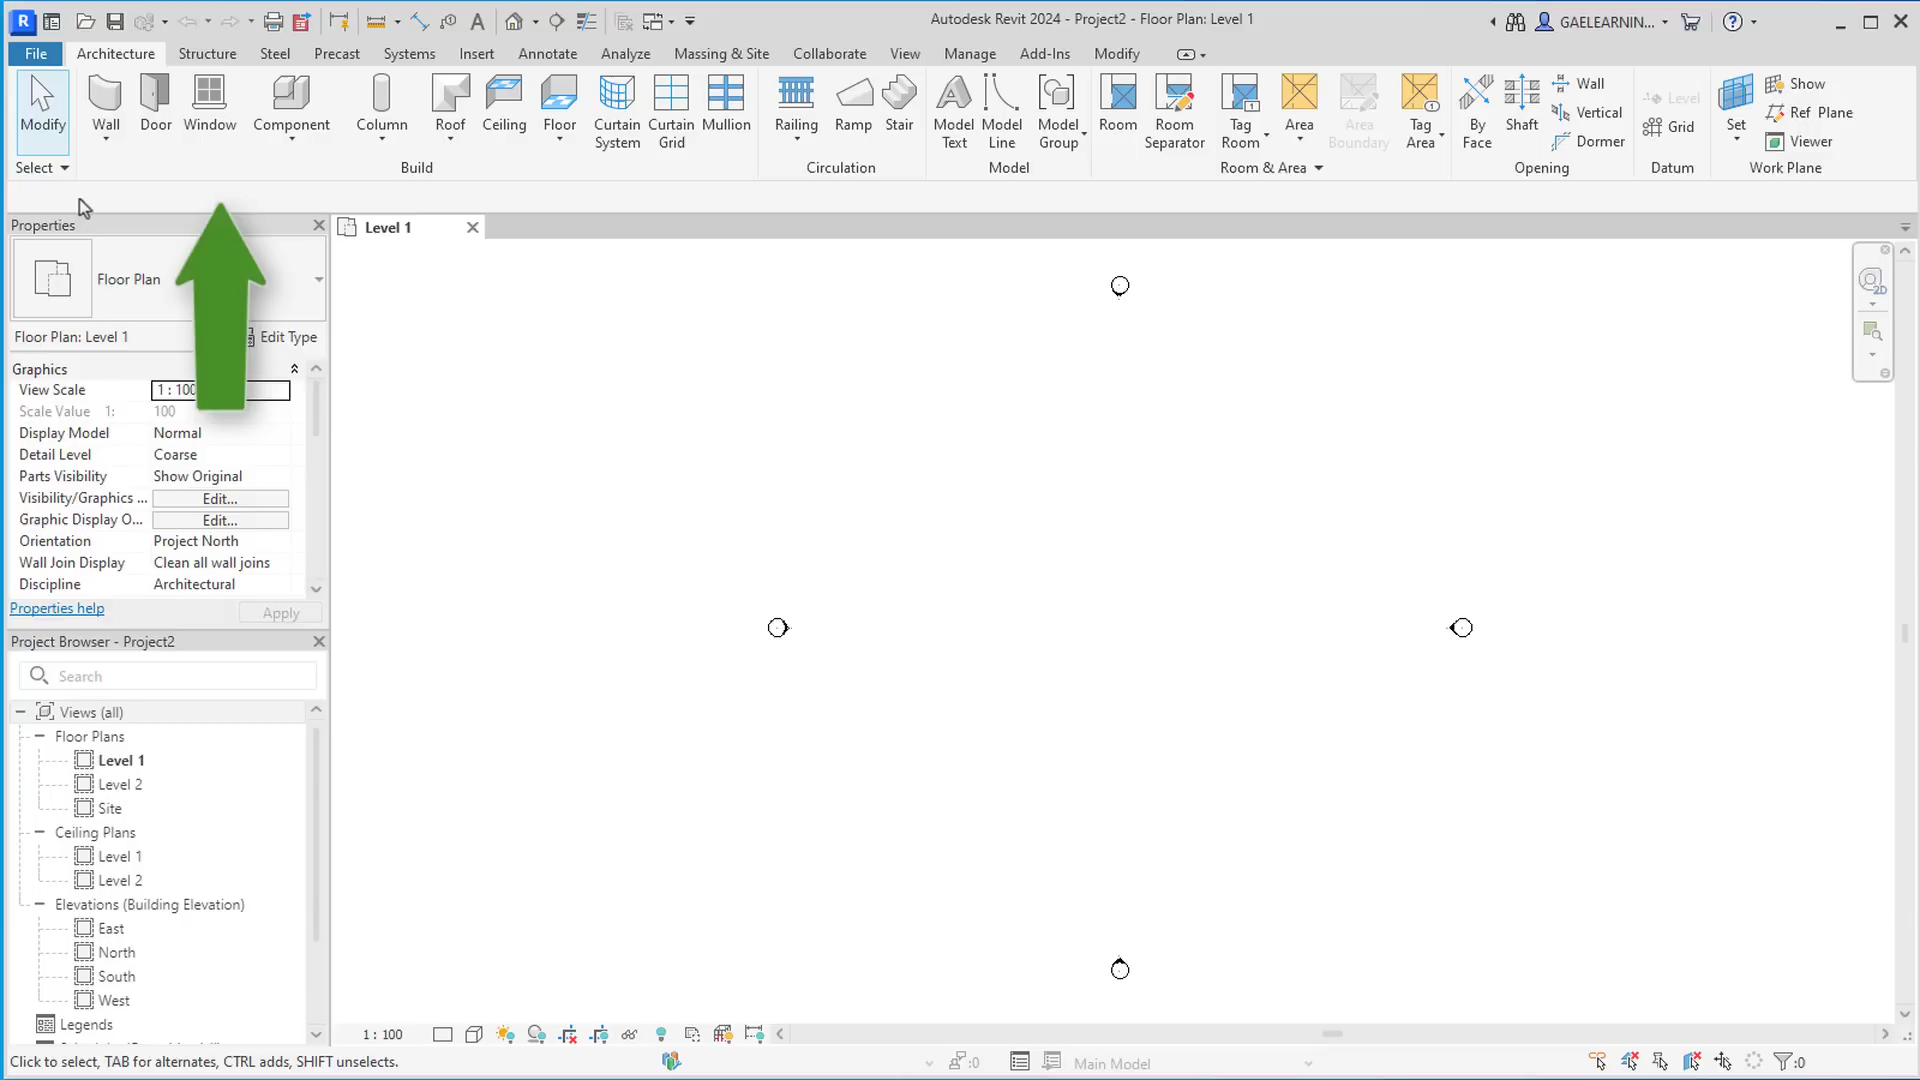 R
Autodesk Revit 2024 - Project2 - Floor Plan: Level 1
GAELEARNIN...
File Architecture Structure Steel Precast Systems Insert Annotate Analyze Massing & Site Collaborate View Manage Add-Ins Modify
Modify
Wall
Door
Window
Component
Column
Roof
Ceiling
Floor
Curtain System
Curtain Grid
Mullion
Railing
Ramp
Stair
Model Text
Model Line
Model Group
Room
Room Separator
Tag Room
Area
Area Boundary
Tag Area
By Face
Shaft
Wall
Vertical
Dormer
Level
Grid
Set
Show
Ref Plane
Viewer
Select
Build
Circulation
Model
Room & Area
Opening
Datum
Work Plane
Properties
Level 1
Floor Plan
Floor Plan: Level 1
Edit Type
Graphics
View Scale 1 : 100
Scale Value 1: 100
Display Model Normal
Detail Level Coarse
Parts Visibility Show Original
Visibility/Graphics ... Edit...
Graphic Display O... Edit...
Orientation Project North
Wall Join Display Clean all wall joins
Discipline Architectural
Properties help
Apply
Project Browser - Project2
Search
Views (all)
Floor Plans
Level 1
Level 2
Site
Ceiling Plans
Level 1
Level 2
Elevations (Building Elevation)
East
North
South
West
Legends
2D
1 : 100
Click to select, TAB for alternates, CTRL adds, SHIFT unselects.
:0
Main Model
:0